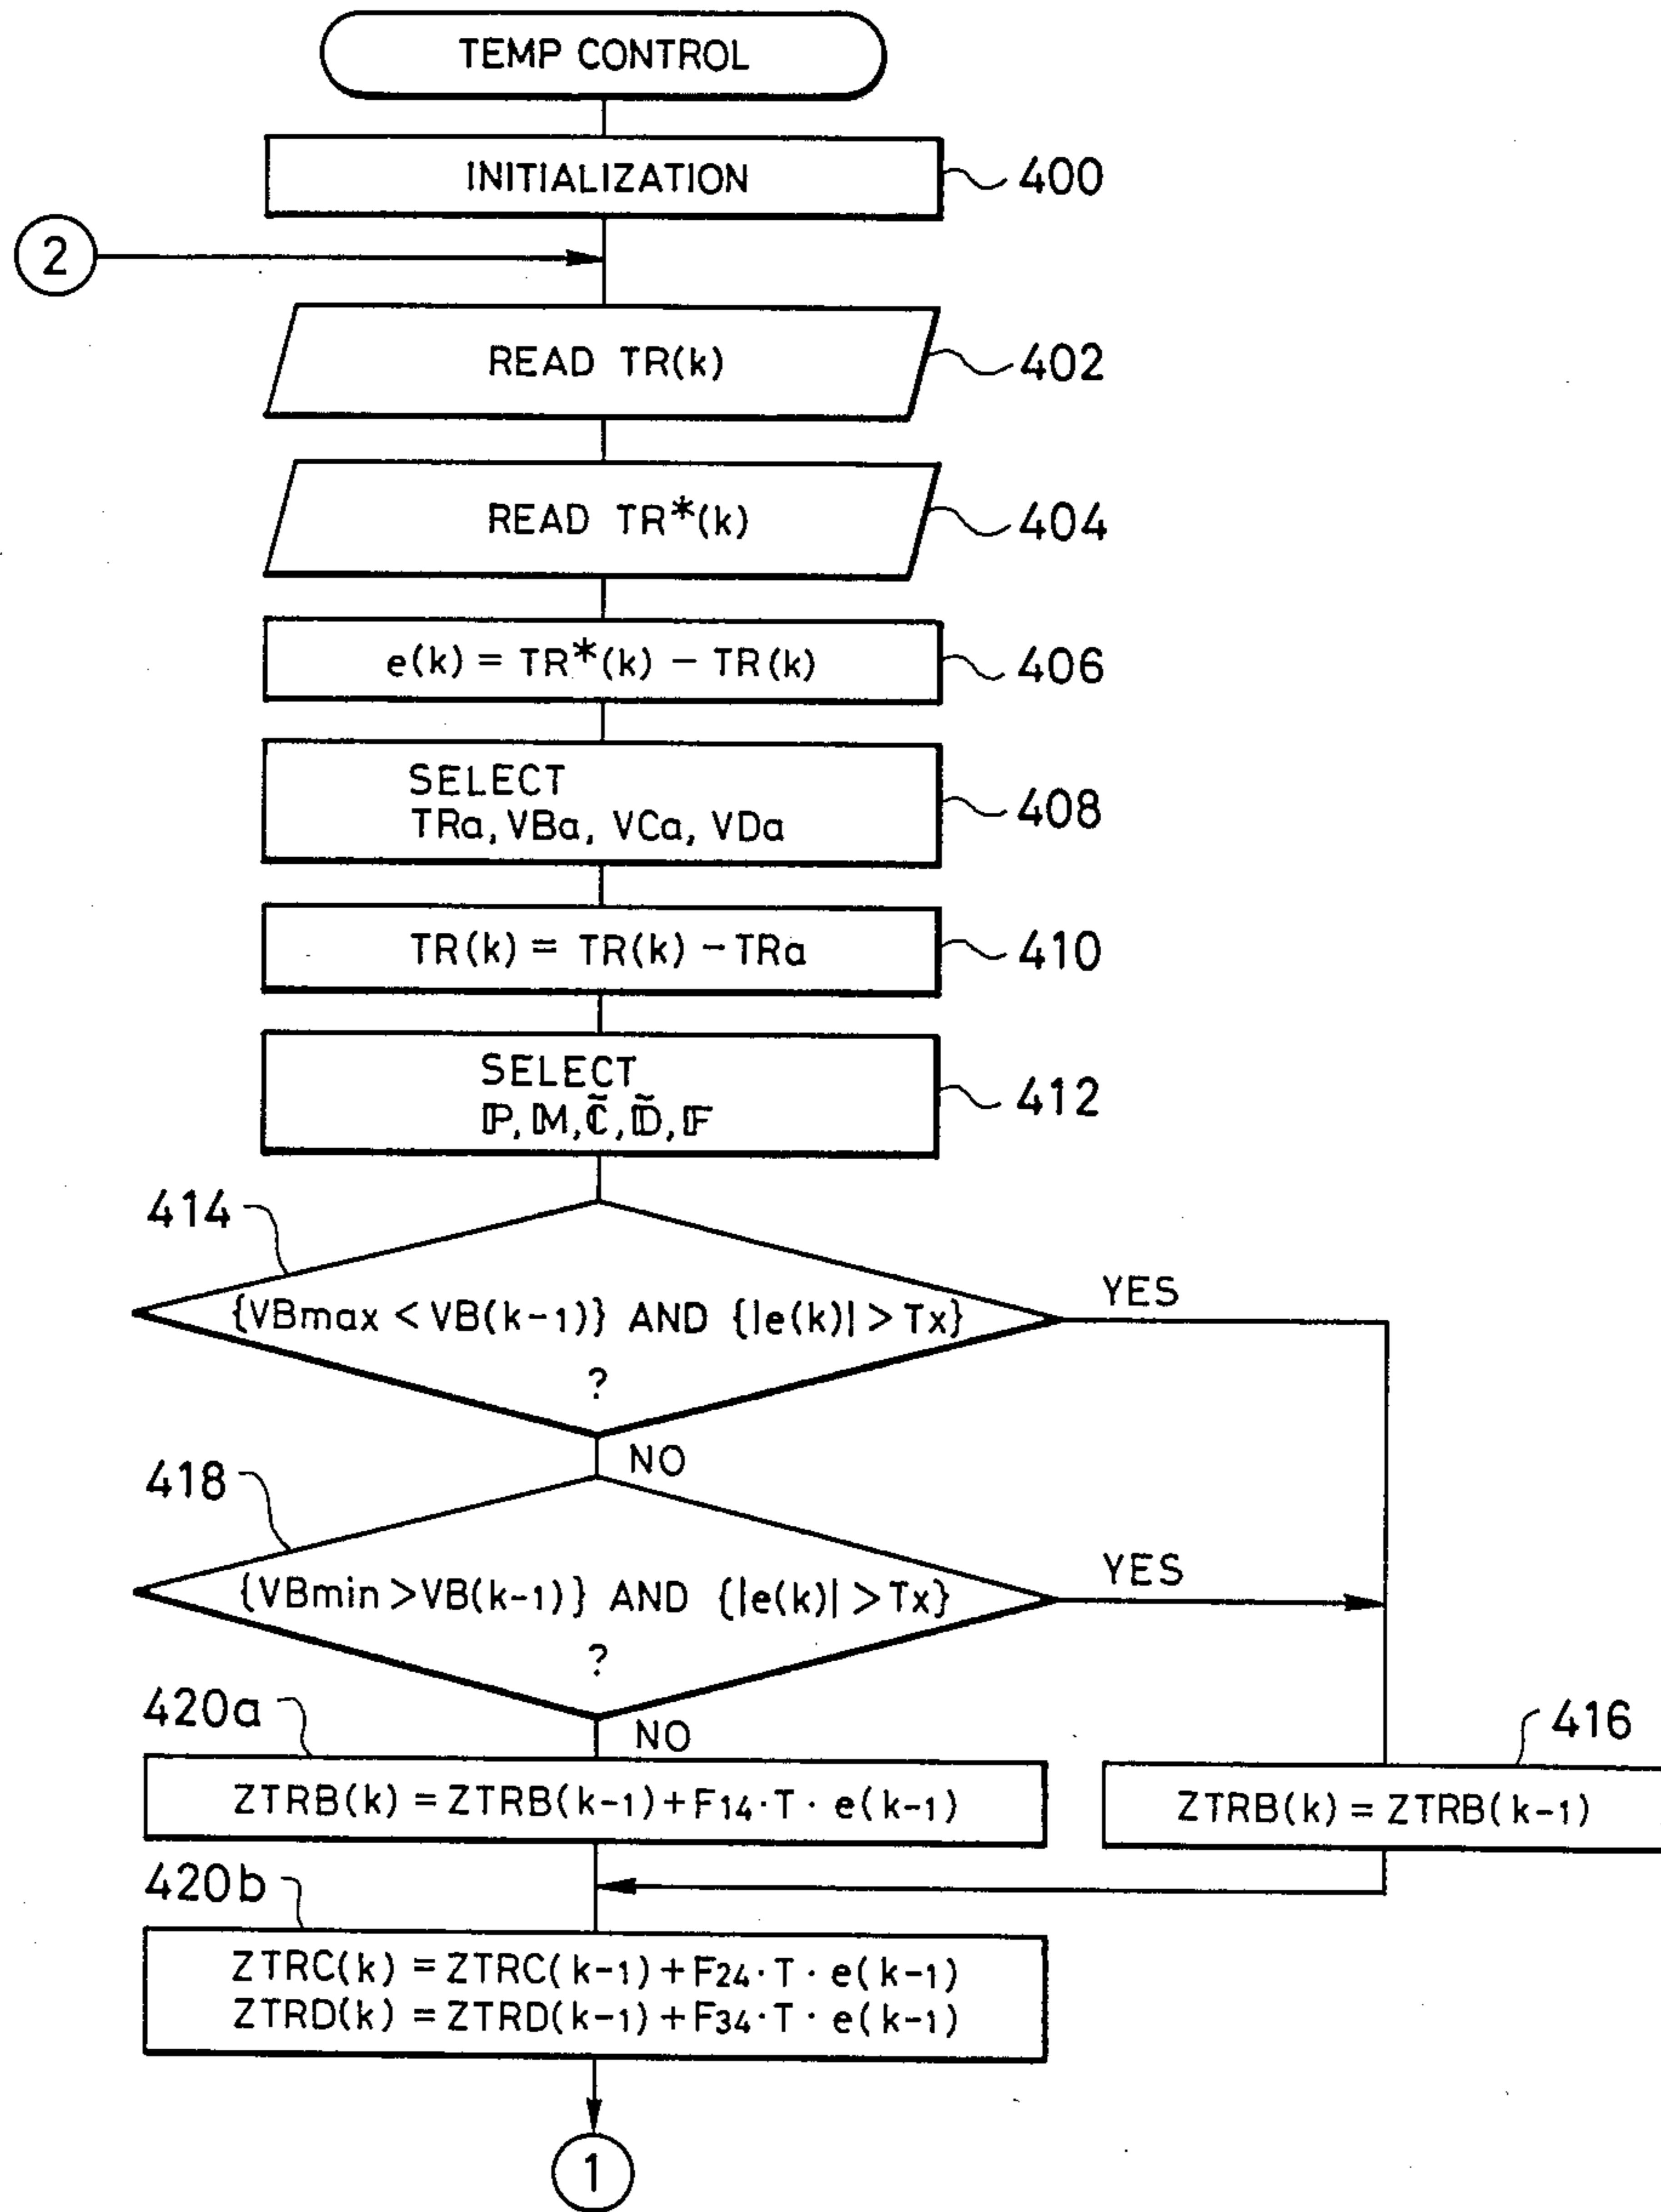 TEMP CONTROL
INITIALIZATION
400
2
READ TR(k)
402
READ TR*(k)
404
e(k) = TR*(k) - TR(k)
406
SELECT
TRa, VBa, VCa, VDa
408
TR(k) = TR(k) - TRa
410
SELECT
ℙ, 𝕄, ℂ̃, 𝔻̃, 𝔽
412
414
{VBmax < VB(k-1)} AND {|e(k)| > Tx}
?
YES
NO
418
{VBmin > VB(k-1)} AND {|e(k)| > Tx}
?
YES
NO
420a
ZTRB(k) = ZTRB(k-1) + F14 · T · e(k-1)
416
ZTRB(k) = ZTRB(k-1)
420b
ZTRC(k) = ZTRC(k-1) + F24 · T · e(k-1)
ZTRD(k) = ZTRD(k-1) + F34 · T · e(k-1)
1